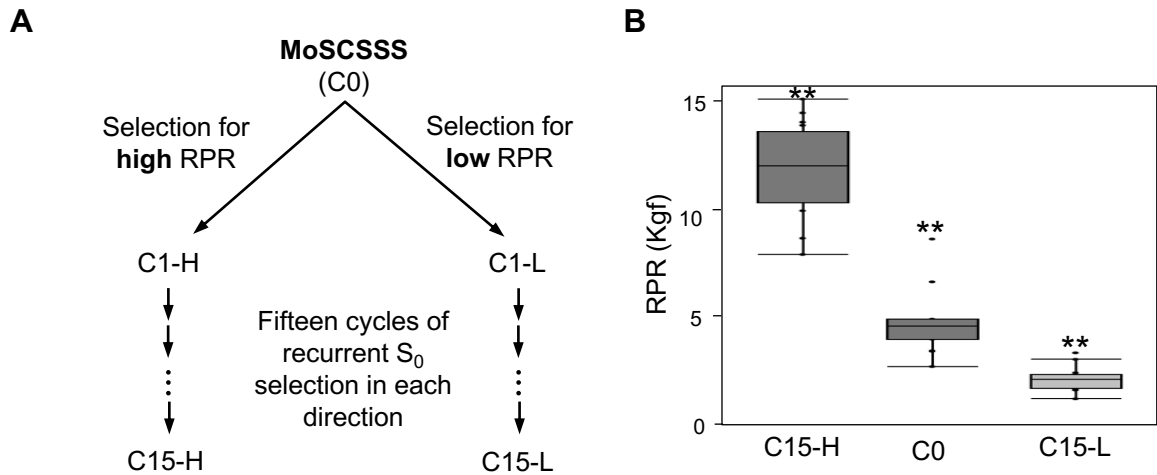 A
MoSCSSS
(C0)
Selection for
high RPR
Selection for
low RPR
C1-H
C1-L
Fifteen cycles of
recurrent S₀
selection in each
direction
C15-H
C15-L
B
RPR (Kgf)
15
10
5
0
**
**
**
C15-H
C0
C15-L